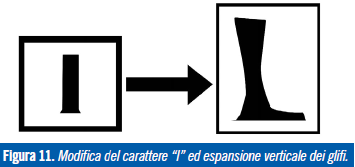 I
Figura 11. Modifica del carattere “I” ed espansione verticale dei glifi.